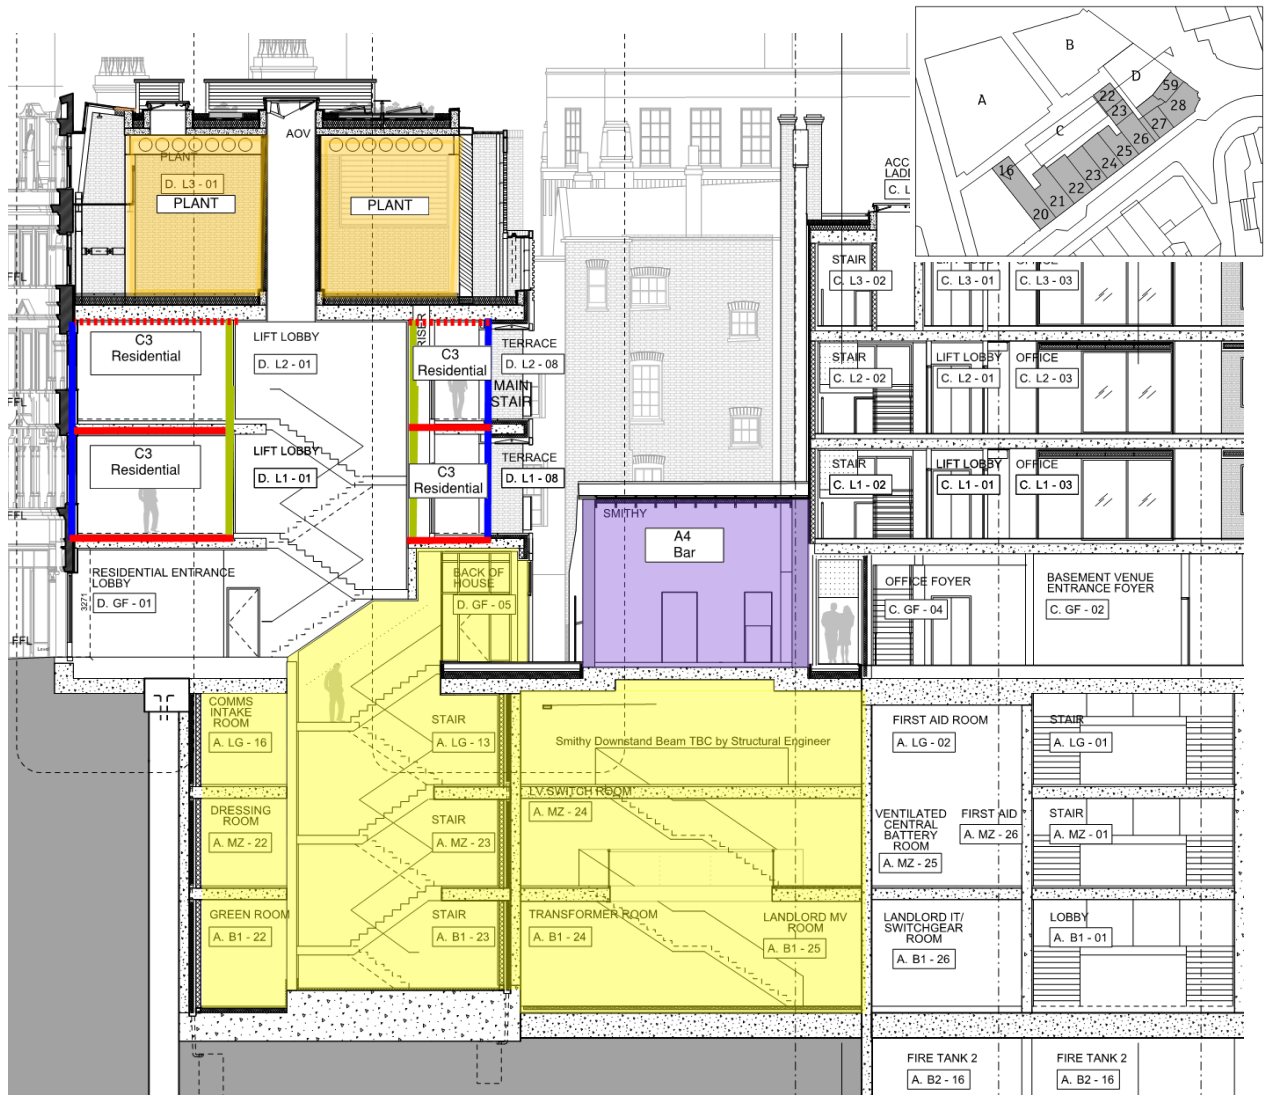 A
B
C
D
59
28
27
26
25
24
23
22
21
20
16
22
23
AOV
PLANT
D. L3 - 01
PLANT
PLANT
ACC
LADI
C. L
STAIR
C. L3 - 02
LIFT LOBBY
C. L3 - 01
OFFICE
C. L3 - 03
FFL
C3
Residential
LIFT LOBBY
D. L2 - 01
RISER
C3
Residential
TERRACE
D. L2 - 08
MAIN
STAIR
STAIR
C. L2 - 02
LIFT LOBBY
C. L2 - 01
OFFICE
C. L2 - 03
FFL
C3
Residential
LIFT LOBBY
D. L1 - 01
C3
Residential
TERRACE
D. L1 - 08
STAIR
C. L1 - 02
LIFT LOBBY
C. L1 - 01
OFFICE
C. L1 - 03
FFL
SMITHY
A4
Bar
RESIDENTIAL ENTRANCE
LOBBY
D. GF - 01
3271
BACK OF
HOUSE
D. GF - 05
OFFICE FOYER
C. GF - 04
BASEMENT VENUE
ENTRANCE FOYER
C. GF - 02
FFL
Level
COMMS
INTAKE
ROOM
A. LG - 16
STAIR
A. LG - 13
Smithy Downstand Beam TBC by Structural Engineer
FIRST AID ROOM
A. LG - 02
STAIR
A. LG - 01
DRESSING
ROOM
A. MZ - 22
STAIR
A. MZ - 23
LV SWITCH ROOM
A. MZ - 24
VENTILATED
CENTRAL
BATTERY
ROOM
A. MZ - 25
FIRST AID
A. MZ - 26
STAIR
A. MZ - 01
GREEN ROOM
A. B1 - 22
STAIR
A. B1 - 23
TRANSFORMER ROOM
A. B1 - 24
LANDLORD MV
ROOM
A. B1 - 25
LANDLORD IT/
SWITCHGEAR
ROOM
A. B1 - 26
LOBBY
A. B1 - 01
FIRE TANK 2
A. B2 - 16
FIRE TANK 2
A. B2 - 16